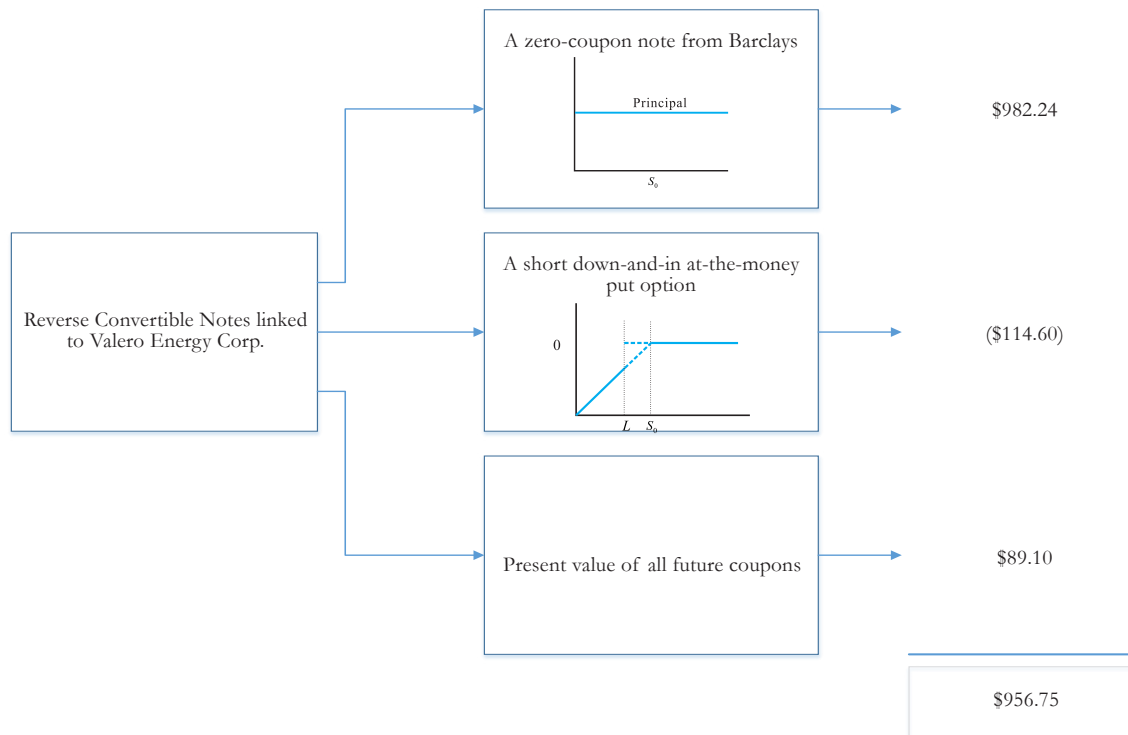 A zero-coupon note from Barclays
Principal
S₀
$982.24
Reverse Convertible Notes linked
to Valero Energy Corp.
A short down-and-in at-the-money
put option
0
L S₀
($114.60)
Present value of all future coupons
$89.10
$956.75